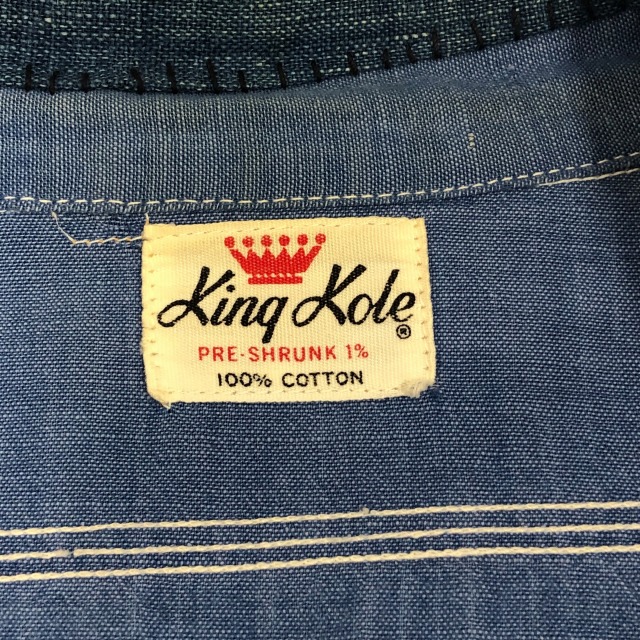 King Kole ®
PRE-SHRUNK 1%
100% COTTON